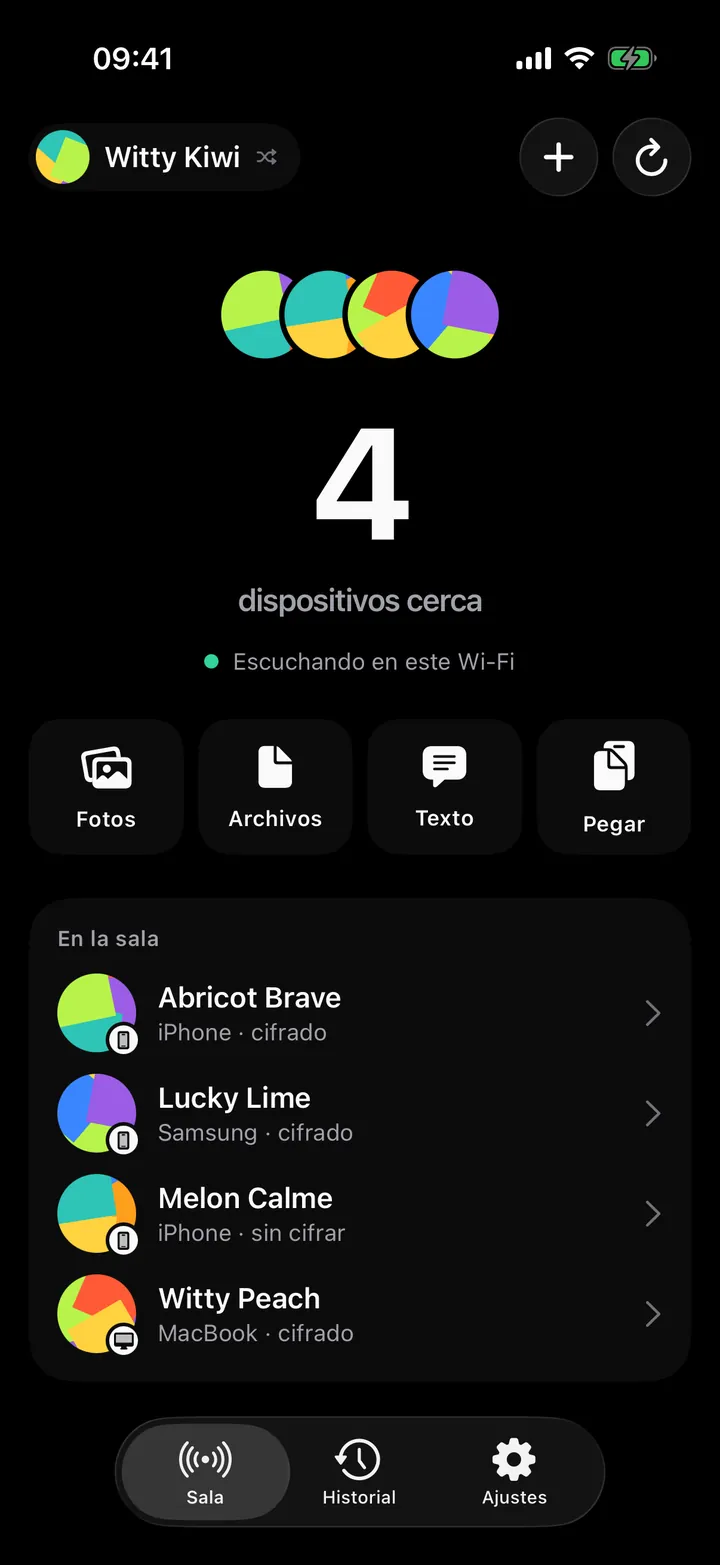 09:41
Witty Kiwi
4
dispositivos cerca
Escuchando en este Wi-Fi
Fotos
Archivos
Texto
Pegar
En la sala
Abricot Brave
iPhone · cifrado
Lucky Lime
Samsung · cifrado
Melon Calme
iPhone · sin cifrar
Witty Peach
MacBook · cifrado
Sala
Historial
Ajustes